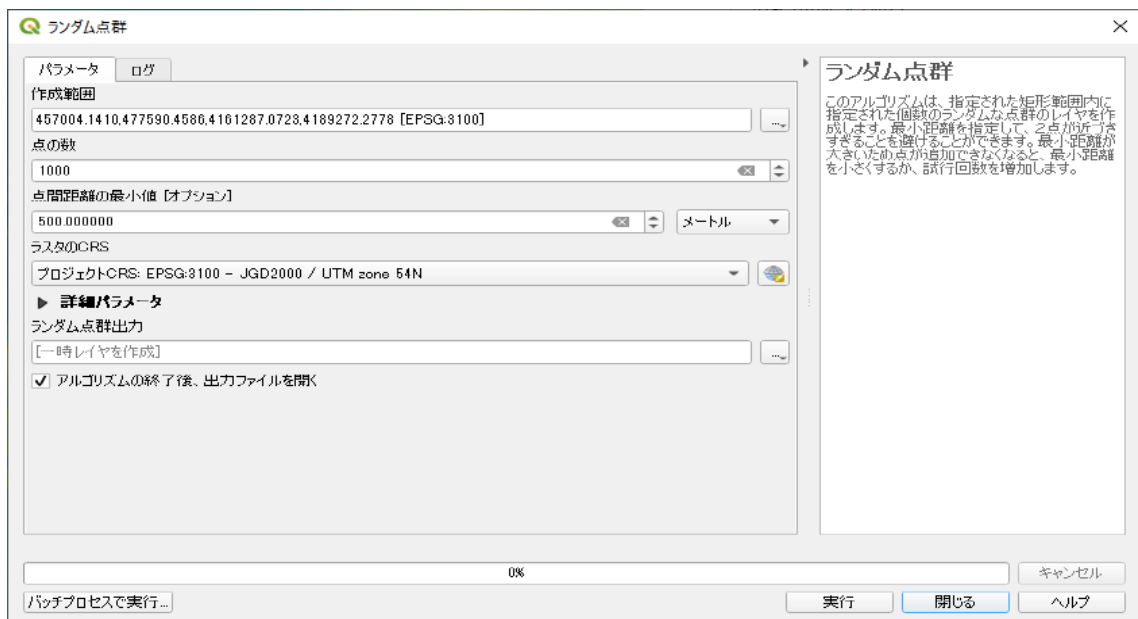 ランダム点群
パラメータ
ログ
作成範囲
457004.1410,477590.4586,4161287.0723,4189272.2778 [EPSG:3100]
...
点の数
1000
点間距離の最小値 [オプション]
500.000000
メートル
ラスタのCRS
プロジェクトCRS: EPSG:3100 - JGD2000 / UTM zone 54N
詳細パラメータ
ランダム点群出力
[一時レイヤを作成]
...
アルゴリズムの終了後、出力ファイルを開く
ランダム点群
このアルゴリズムは、指定された矩形範囲内に
指定された個数のランダムな点群のレイヤを作
成します。最小距離を指定して、2点が近づき
すぎることを避けることができます。最小距離が
大きいため点が追加できなくなると、最小距離
を小さくするか、試行回数を増加します。
0%
キャンセル
バッチプロセスで実行...
実行
閉じる
ヘルプ